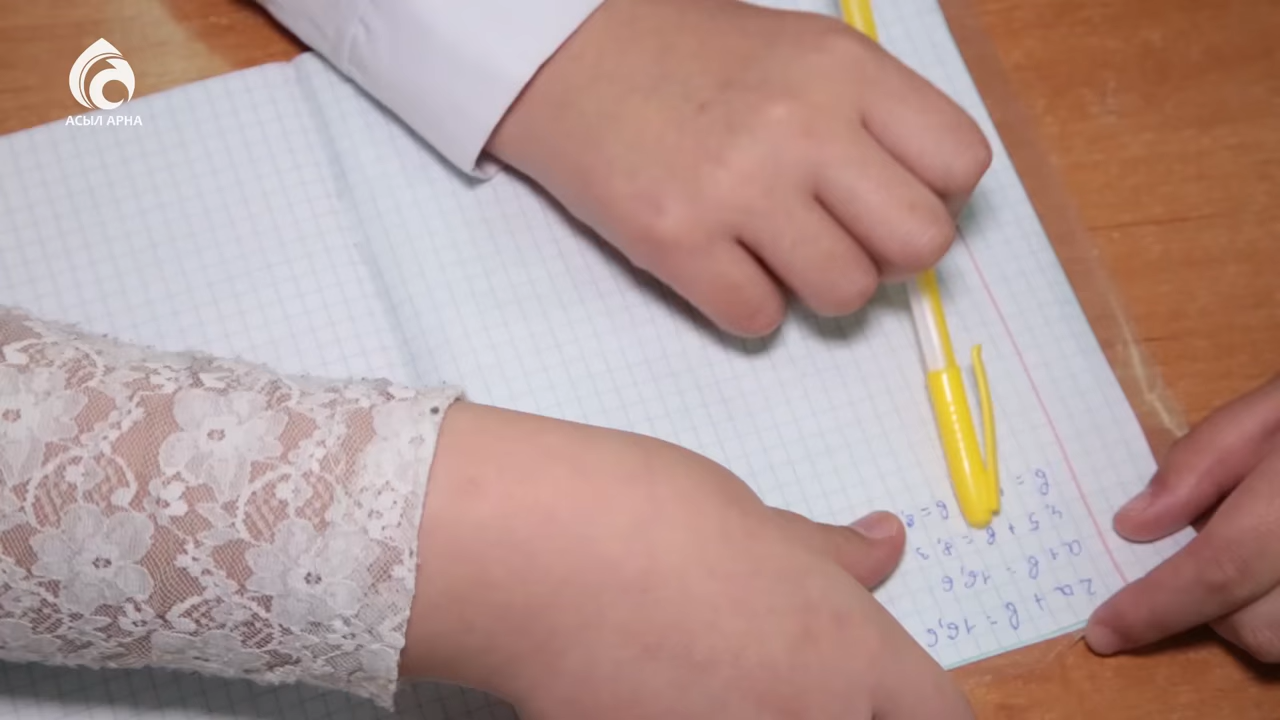 АСЫЛ АРНА
2a + b = 16,6
a + b = 16,6
4,5 + b = 8,3
b =